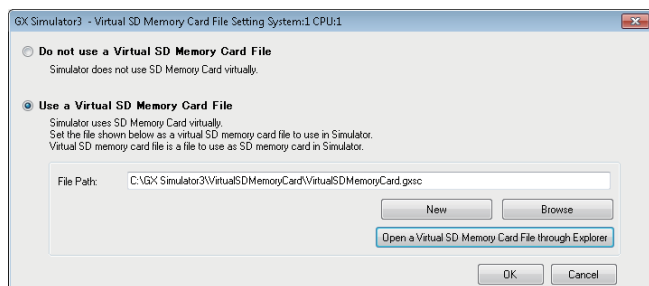 GX Simulator3 - Virtual SD Memory Card File Setting System:1 CPU:1
Do not use a Virtual SD Memory Card File
Simulator does not use SD Memory Card virtually.
Use a Virtual SD Memory Card File
Simulator uses SD Memory Card virtually.
Set the file shown below as a virtual SD memory card file to use in Simulator.
Virtual SD memory card file is a file to use as SD memory card in Simulator.
File Path: C:\GX Simulator3\VirtualSDMemoryCard\VirtualSDMemoryCard.gxsc
New Browse
Open a Virtual SD Memory Card File through Explorer
OK Cancel